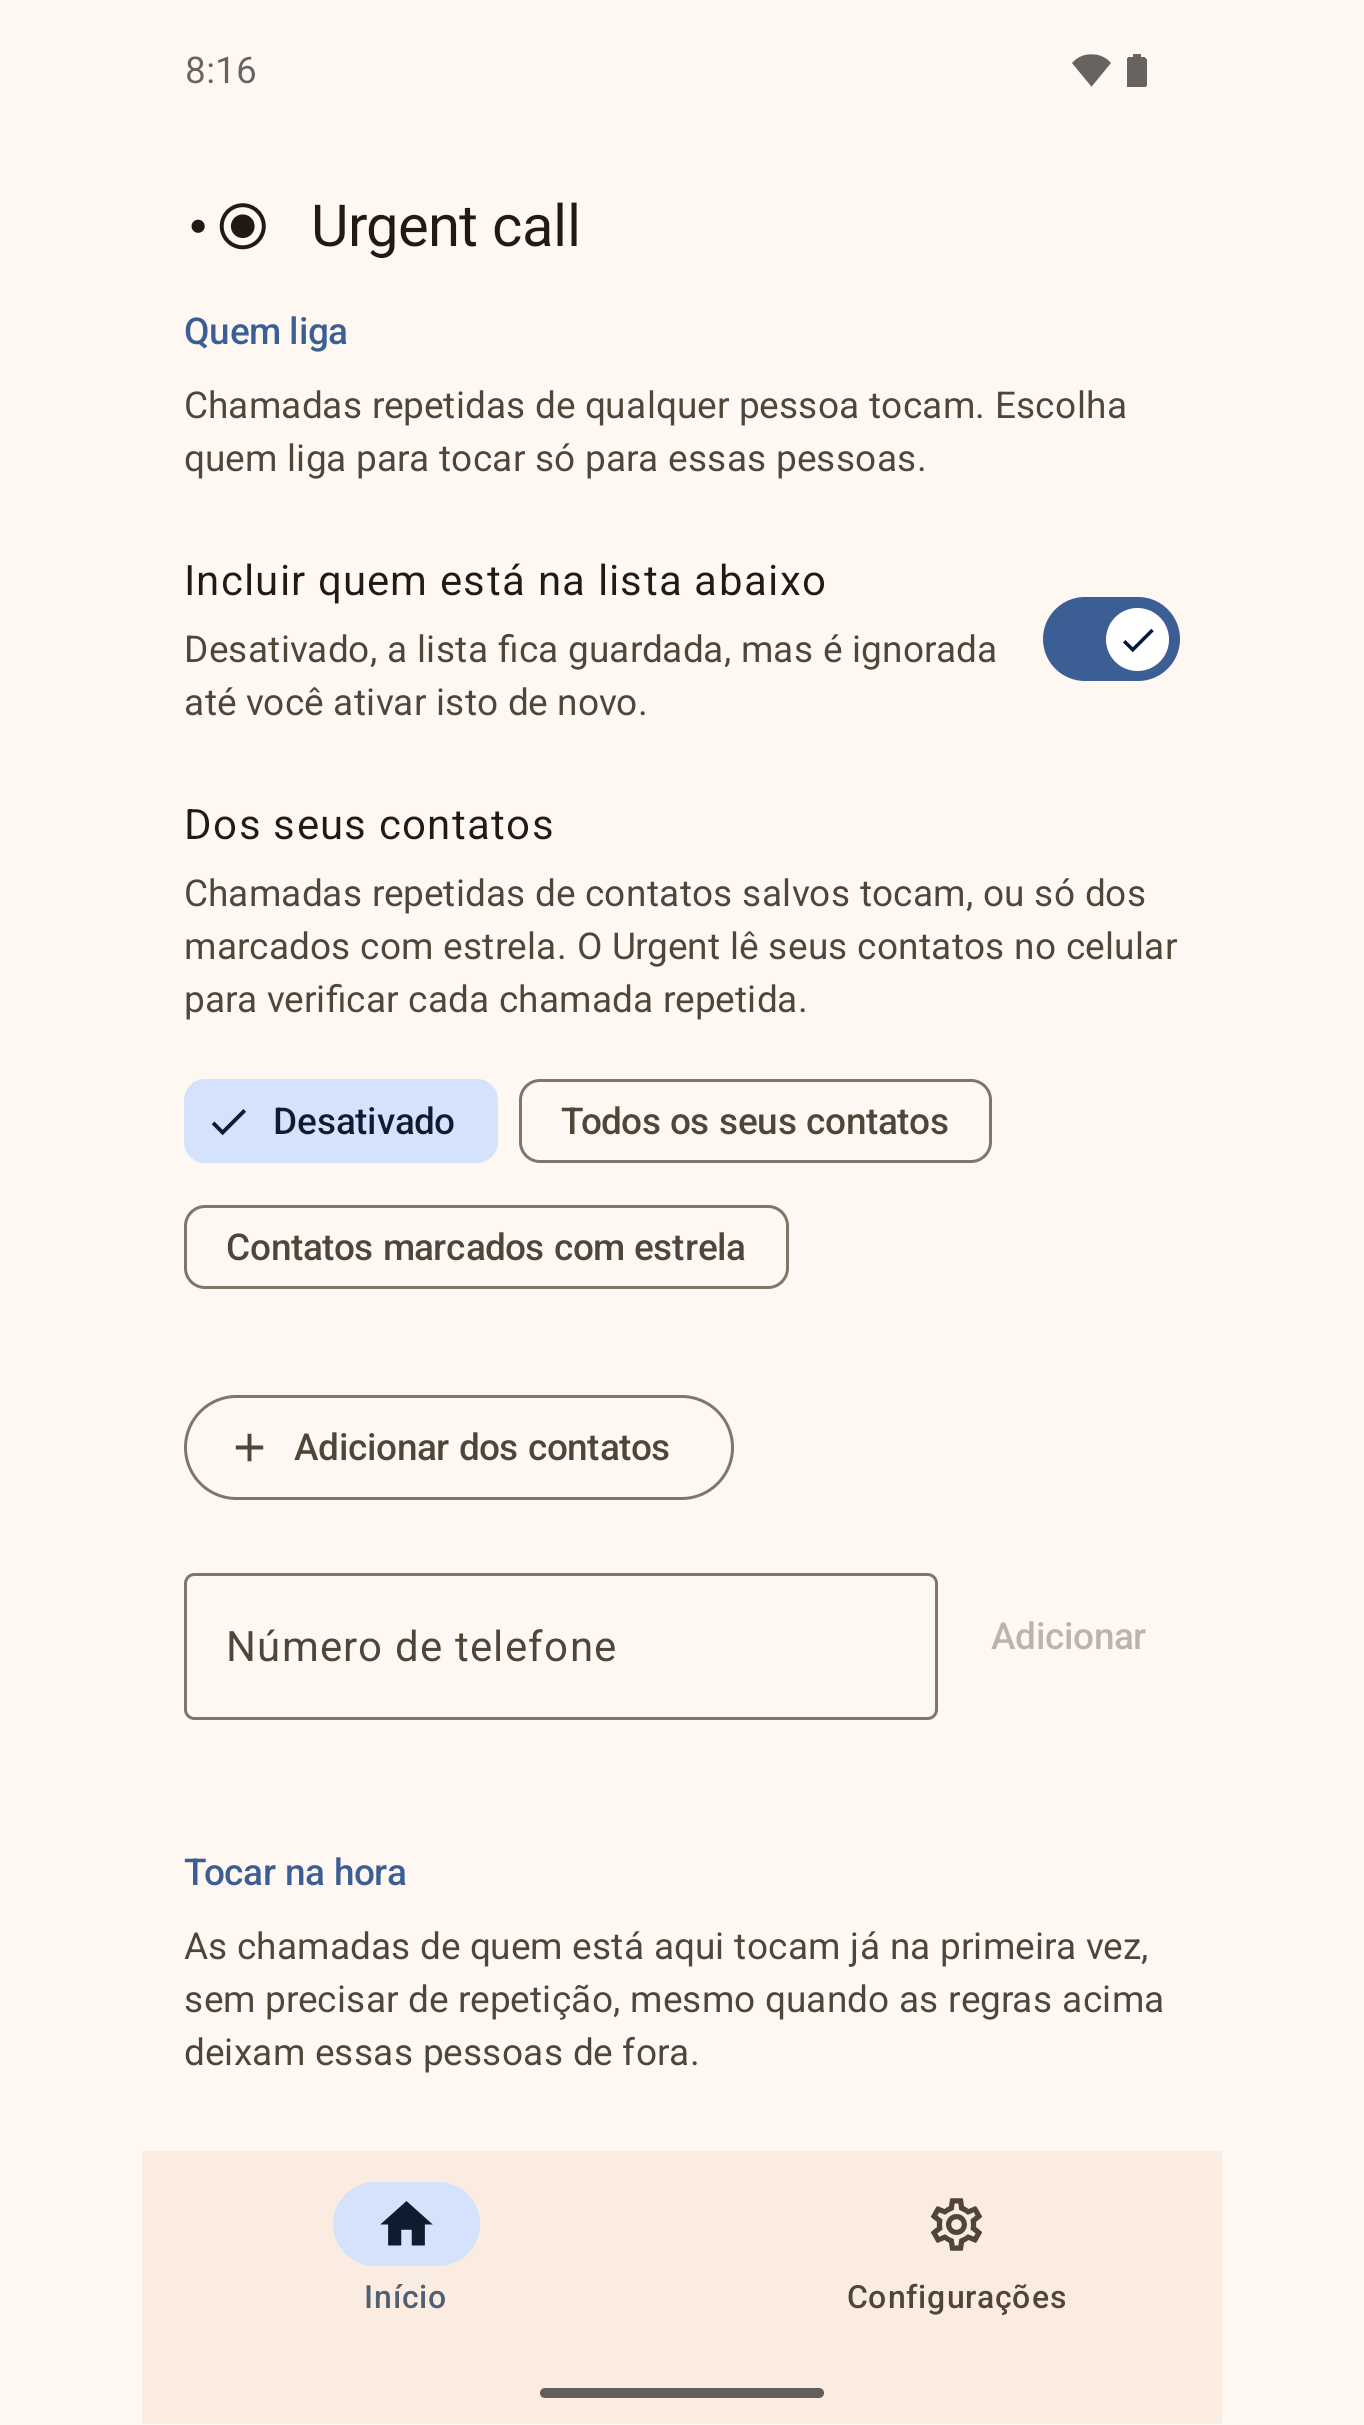 8:16
Urgent call
Quem liga
Chamadas repetidas de qualquer pessoa tocam. Escolha
quem liga para tocar só para essas pessoas.
Incluir quem está na lista abaixo
Desativado, a lista fica guardada, mas é ignorada
até você ativar isto de novo.
Dos seus contatos
Chamadas repetidas de contatos salvos tocam, ou só dos
marcados com estrela. O Urgent lê seus contatos no celular
para verificar cada chamada repetida.
Desativado
Todos os seus contatos
Contatos marcados com estrela
Adicionar dos contatos
Número de telefone
Adicionar
Tocar na hora
As chamadas de quem está aqui tocam já na primeira vez,
sem precisar de repetição, mesmo quando as regras acima
deixam essas pessoas de fora.
Início
Configurações